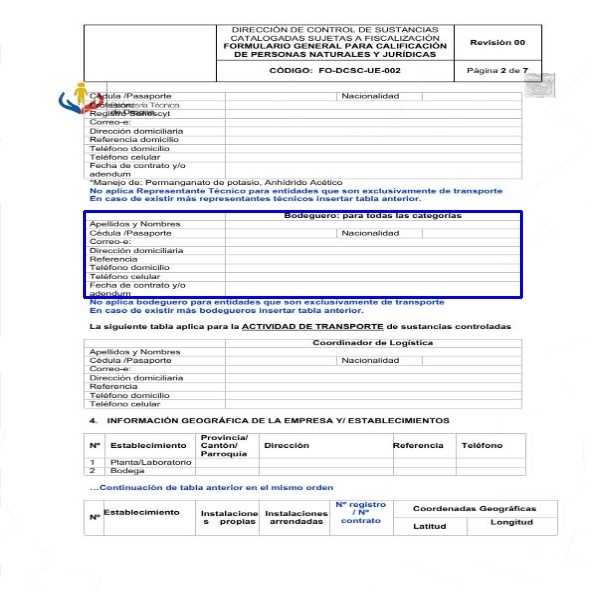 DIRECCIÓN DE CONTROL DE SUSTANCIAS
CATALOGADAS SUJETAS A FISCALIZACIÓN
FORMULARIO GENERAL PARA CALIFICACIÓN
DE PERSONAS NATURALES Y JURÍDICAS
Revisión 00
CÓDIGO: FO-DCSC-UE-002
Página 2 de 7
Cédula /Pasaporte Nacionalidad
Profesión:
Registro Senescyt
Correo-e:
Dirección domiciliaria
Referencia domicilio
Teléfono domicilio
Teléfono celular
Fecha de contrato y/o
adendum
*Manejo de: Permanganato de potasio, Anhídrido Acético
No aplica Representante Técnico para entidades que son exclusivamente de transporte
En caso de existir más representantes técnicos insertar tabla anterior.
Bodeguero: para todas las categorías
Apellidos y Nombres
Cédula /Pasaporte Nacionalidad
Correo-e:
Dirección domiciliaria
Referencia
Teléfono domicilio
Teléfono celular
Fecha de contrato y/o
adendum
No aplica bodeguero para entidades que son exclusivamente de transporte
En caso de existir más bodegueros insertar tabla anterior.
La siguiente tabla aplica para la ACTIVIDAD DE TRANSPORTE de sustancias controladas
Coordinador de Logística
Apellidos y Nombres
Cédula /Pasaporte Nacionalidad
Correo-e:
Dirección domiciliaria
Referencia
Teléfono domicilio
Teléfono celular
4. INFORMACIÓN GEOGRÁFICA DE LA EMPRESA Y/ ESTABLECIMIENTOS
Nº Establecimiento Provincia/ Cantón/ Parroquia Dirección Referencia Teléfono
1 Planta/Laboratorio
2 Bodega
...Continuación de tabla anterior en el mismo orden
Nº Establecimiento Instalaciones propias Instalaciones arrendadas Nº registro / Nº contrato Coordenadas Geográficas
Latitud Longitud